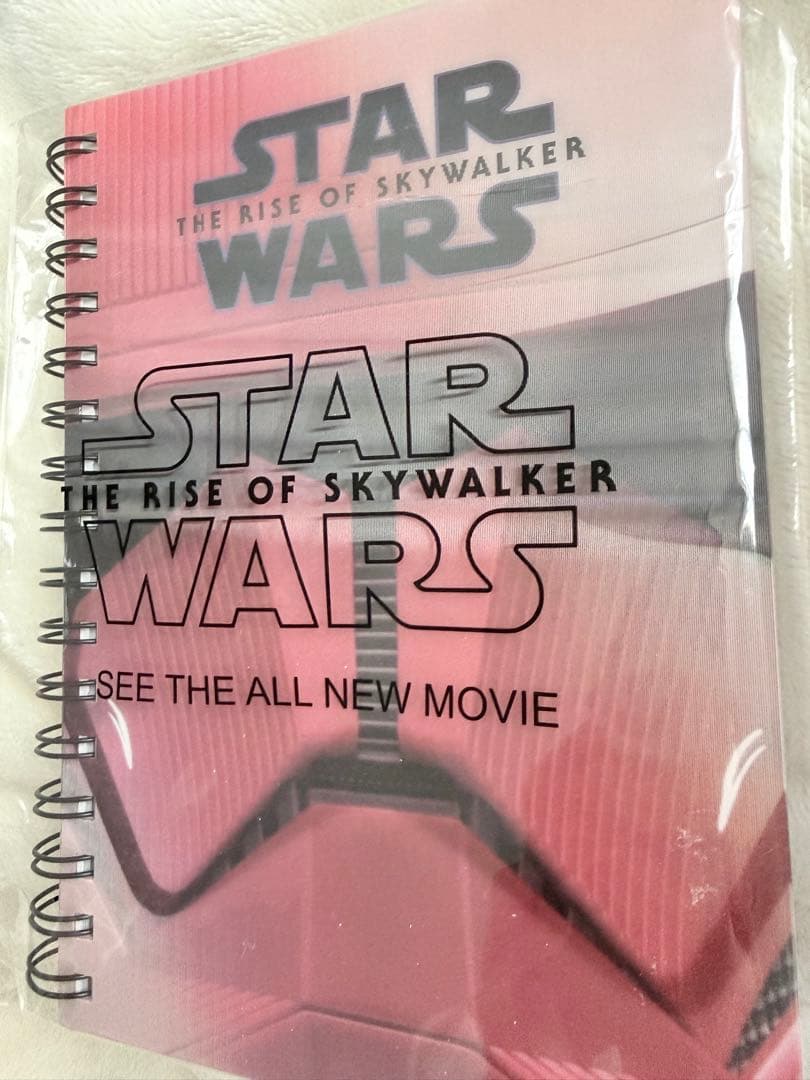 STAR
THE RISE OF SKYWALKER
WARS
STAR
THE RISE OF SKYWALKER
WARS
SEE THE ALL NEW MOVIE